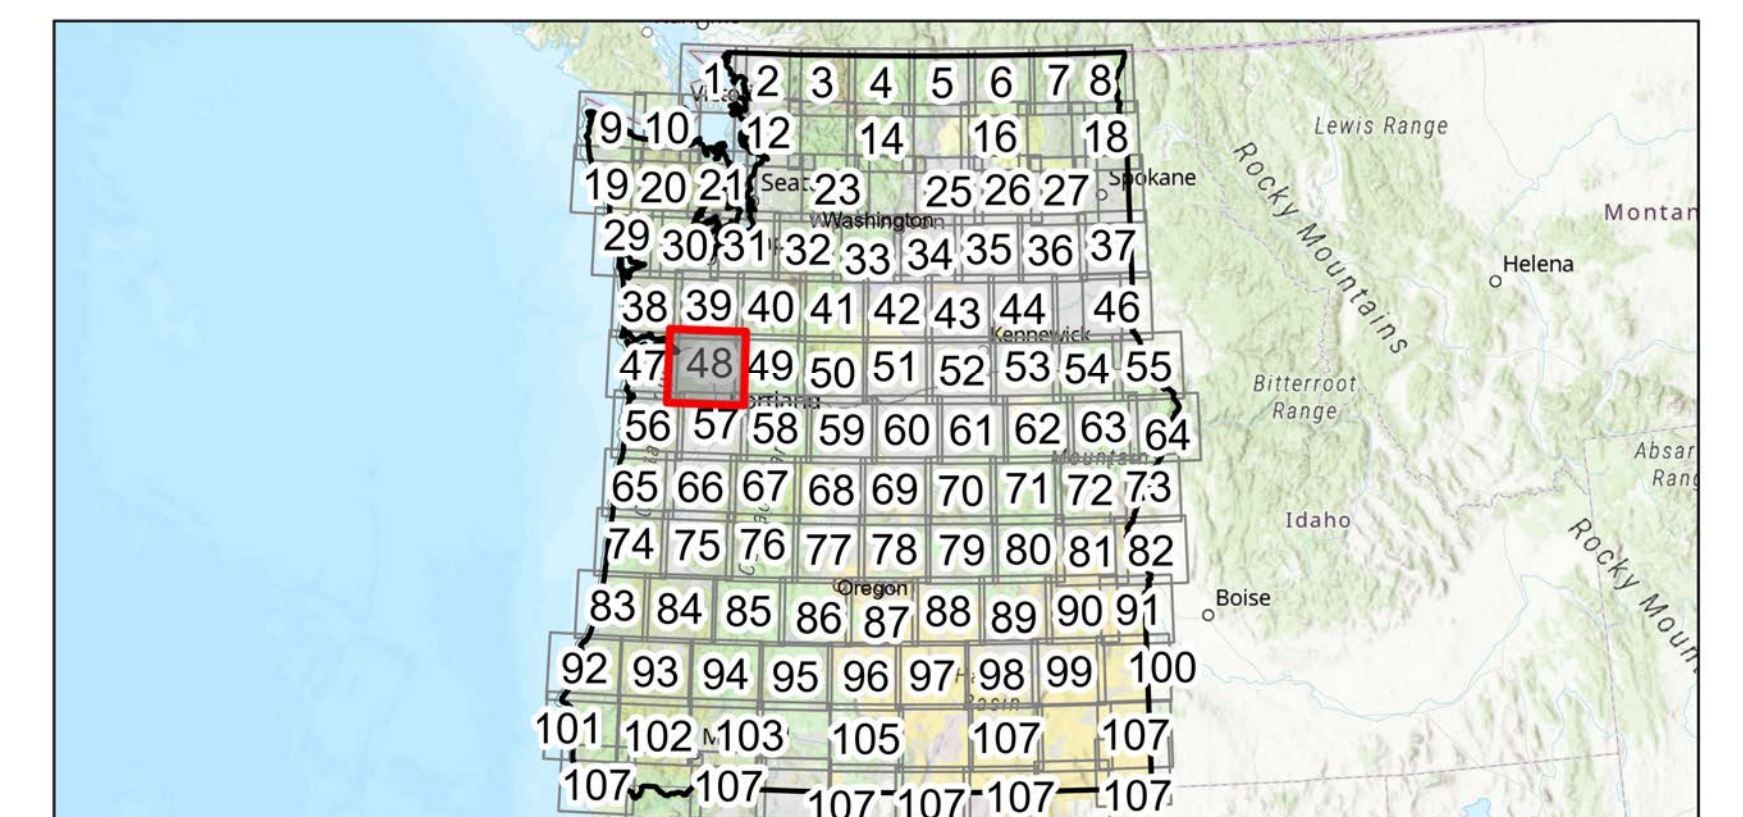 1 2 3 4 5 6 7 8
9 10 12 14 16 18
Lewis Range
19 20 21 23 25 26 27
Spokane
Rocky Mountains
Washington
29 30 31 32 33 34 35 36 37
Helena
38 39 40 41 42 43 44 46
Kennewick
47 48 49 50 51 52 53 54 55
Bitterroot
Range
56 57 58 59 60 61 62 63 64
65 66 67 68 69 70 71 72 73
Idaho
74 75 76 77 78 79 80 81 82
Oregon
83 84 85 86 87 88 89 90 91
Boise
92 93 94 95 96 97 98 99 100
Basin
101 102 103 105 107 107
107 107 107 107 107 107